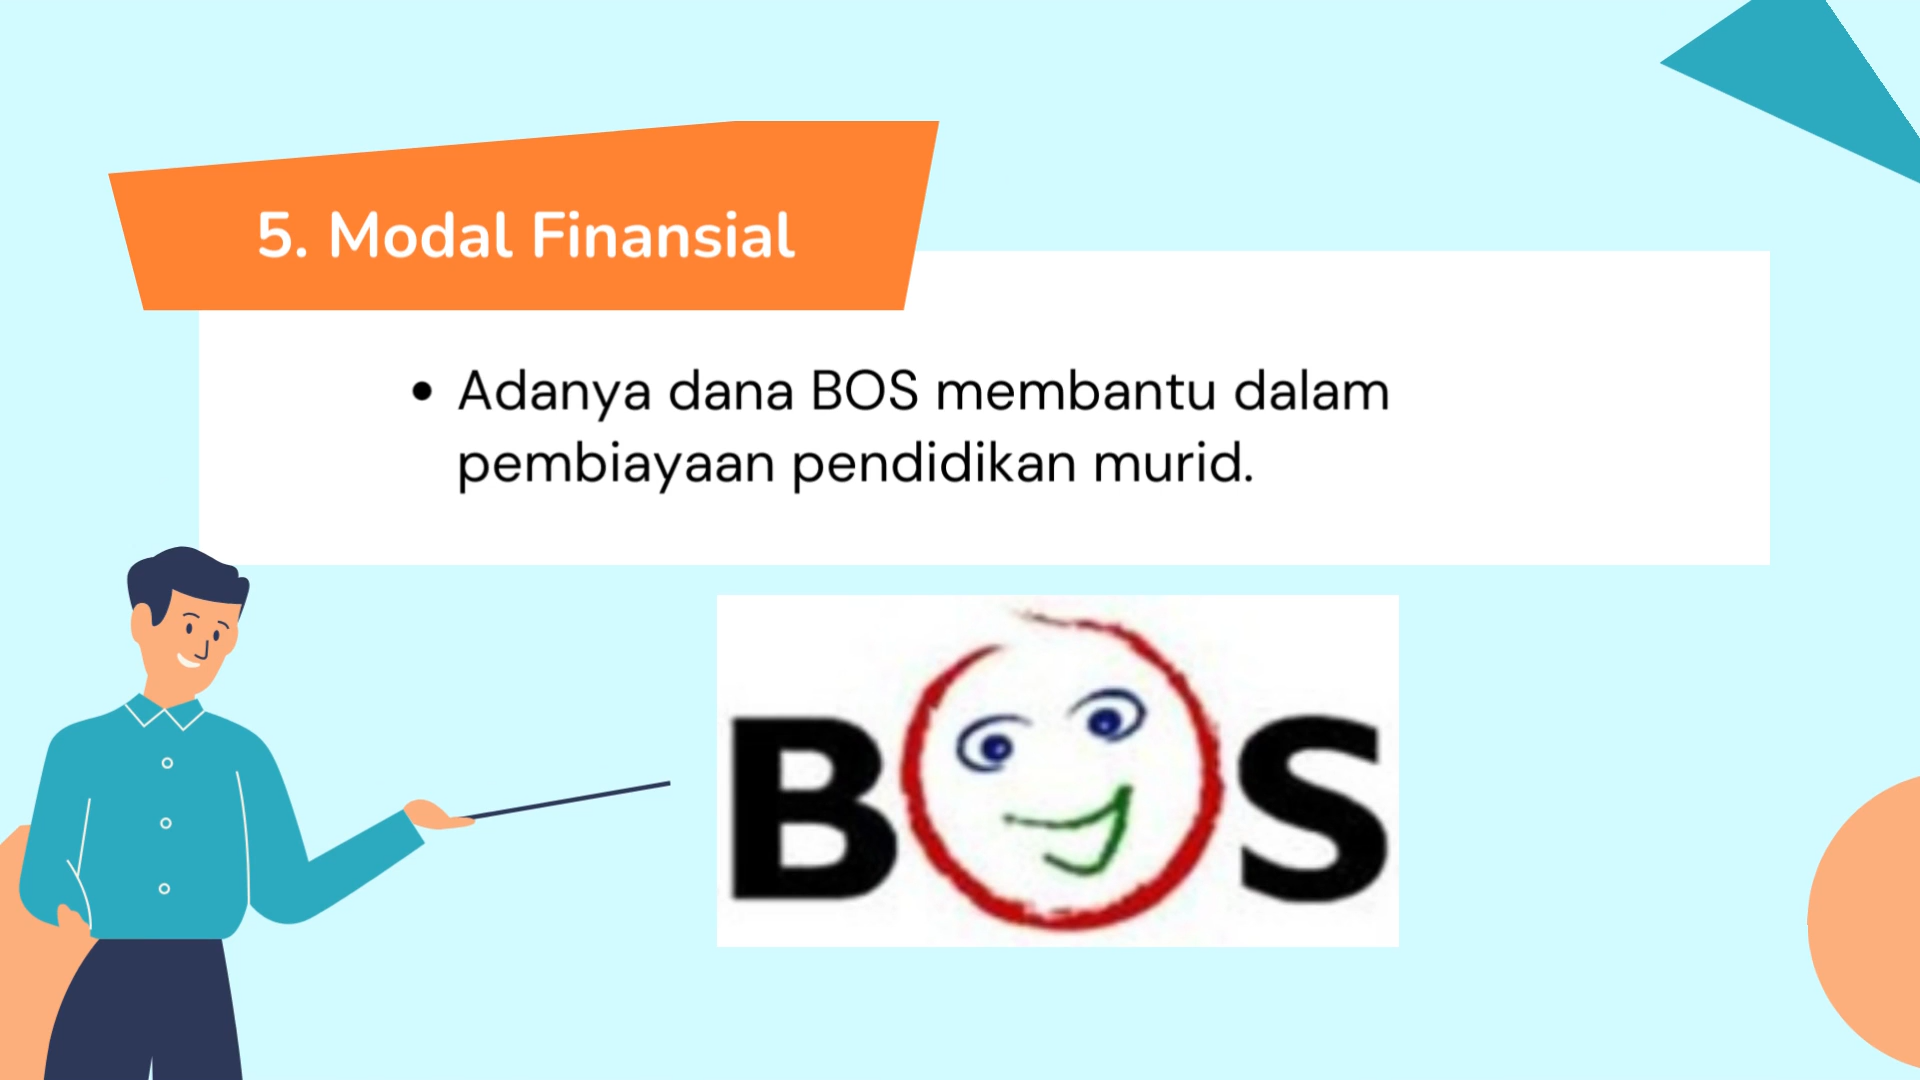 5. Modal Finansial
• Adanya dana BOS membantu dalam
pembiayaan pendidikan murid.
BOS